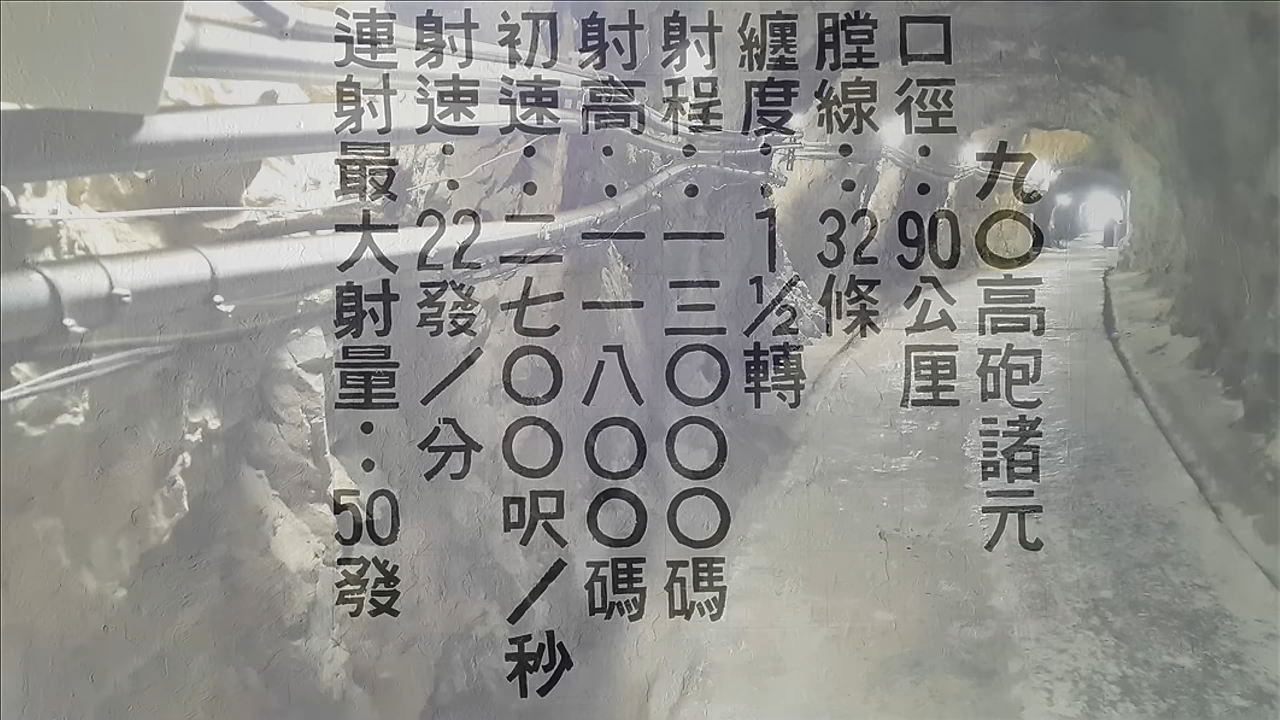 九〇高砲諸元
口徑:90公厘
膛線:32條
纏度:1½轉
射程:一三〇〇〇碼
射高:一一八〇〇碼
初速:二七〇〇呎/秒
射速:22發/分
連射最大射量:50發